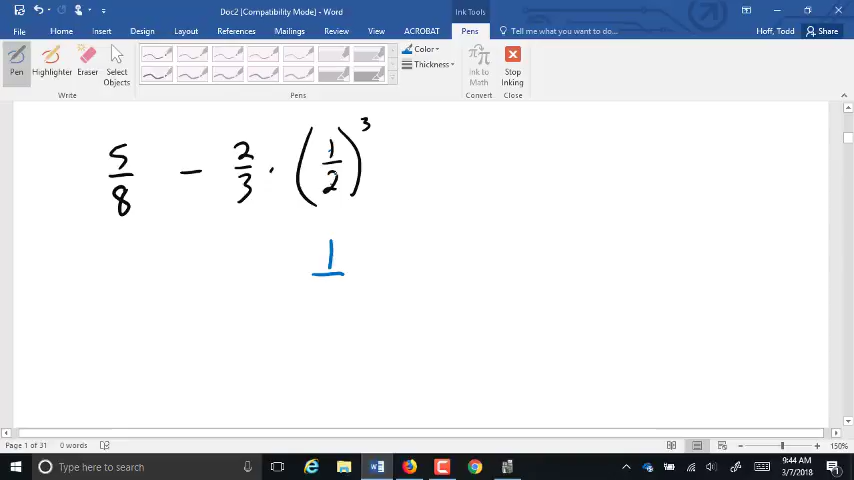 Doc2 [Compatibility Mode] - Word
Ink Tools
Hoff, Todd
File Home Insert Design Layout References Mailings Review View ACROBAT Pens Tell me what you want to do... Share
Pen Highlighter Eraser Select Objects
Color
Thickness
Ink to Math
Stop Inking
Write Pens Convert Close
5/8 - 2/3 · (1/2)³
1
Page 1 of 31 0 words 150%
Type here to search
9:44 AM
3/7/2018